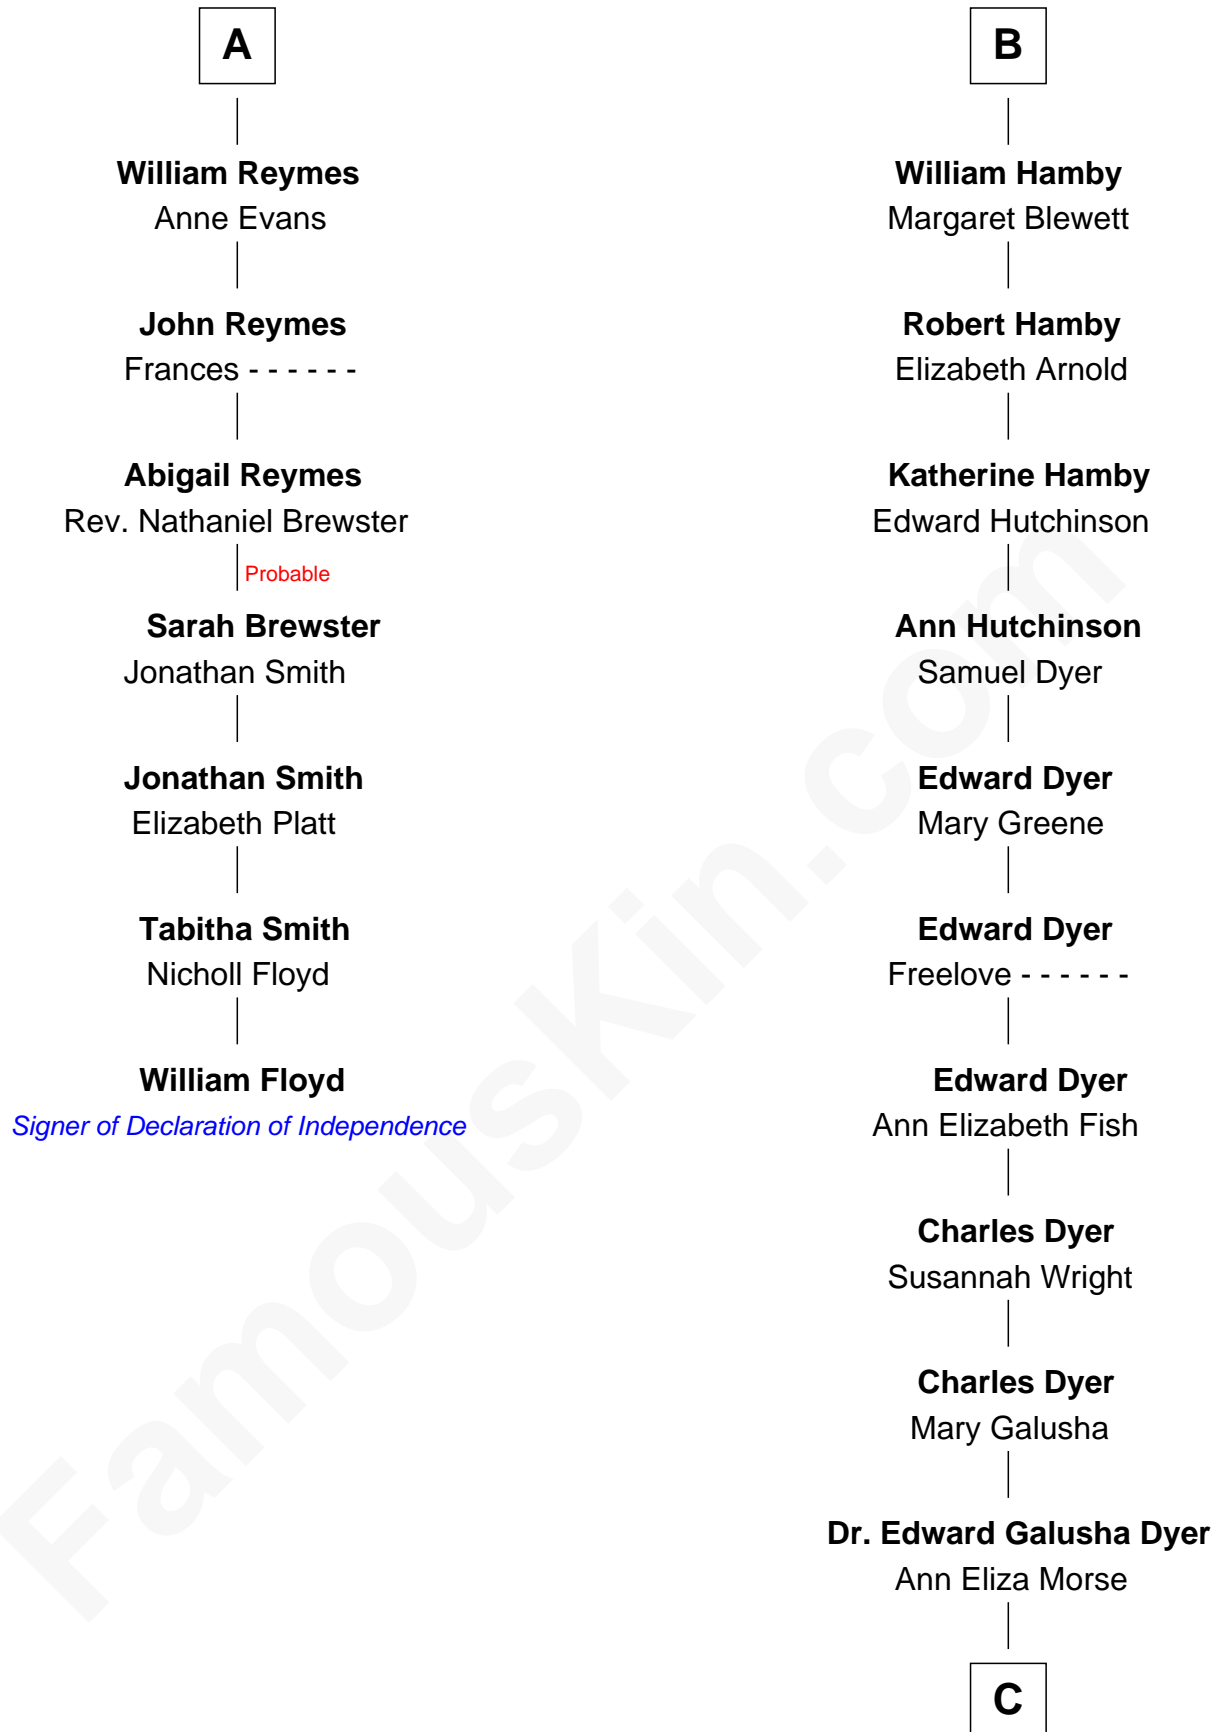 A
William Reymes
Anne Evans
John Reymes
Frances - - - - - -
Abigail Reymes
Rev. Nathaniel Brewster
Probable
Sarah Brewster
Jonathan Smith
Jonathan Smith
Elizabeth Platt
Tabitha Smith
Nicholl Floyd
William Floyd
Signer of Declaration of Independence
B
William Hamby
Margaret Blewett
Robert Hamby
Elizabeth Arnold
Katherine Hamby
Edward Hutchinson
Ann Hutchinson
Samuel Dyer
Edward Dyer
Mary Greene
Edward Dyer
Freelove - - - - - -
Edward Dyer
Ann Elizabeth Fish
Charles Dyer
Susannah Wright
Charles Dyer
Mary Galusha
Dr. Edward Galusha Dyer
Ann Eliza Morse
C
FamousKin.com